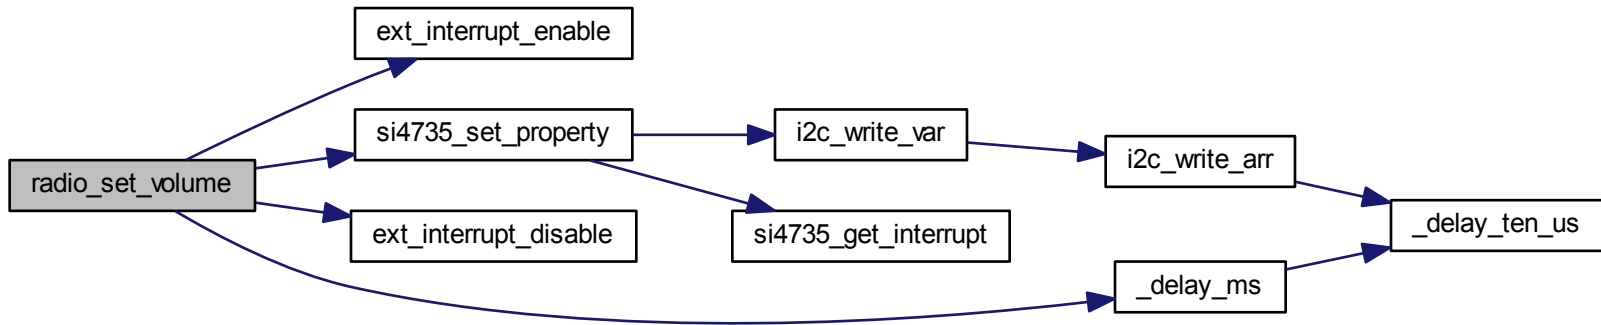 ext_interrupt_enable
si4735_set_property
i2c_write_var
i2c_write_arr
radio_set_volume
_delay_ten_us
ext_interrupt_disable
si4735_get_interrupt
_delay_ms